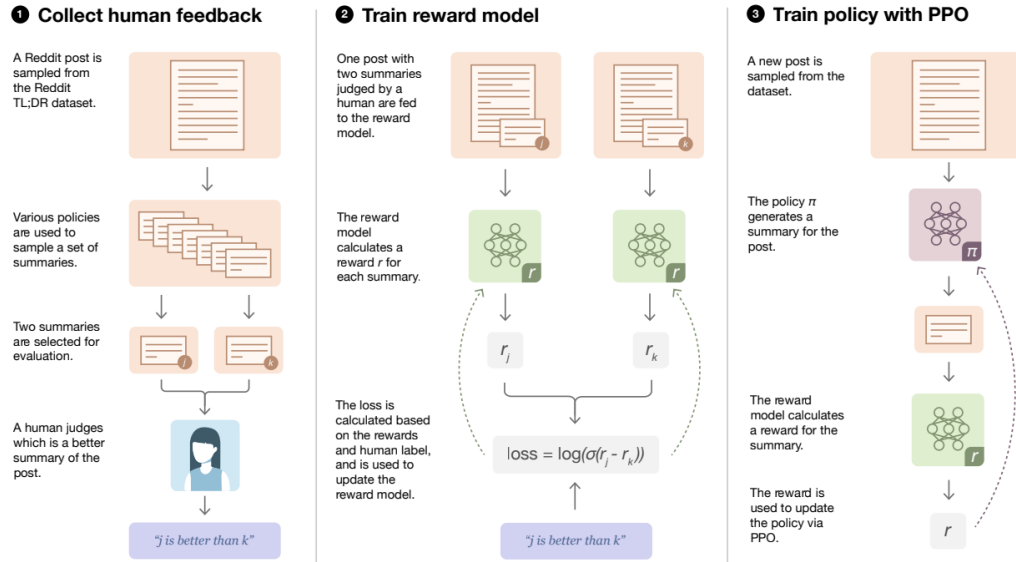 1 Collect human feedback
A Reddit post is
sampled from
the Reddit
TL;DR dataset.
Various policies
are used to
sample a set of
summaries.
Two summaries
are selected for
evaluation.
j
k
A human judges
which is a better
summary of the
post.
“j is better than k”
2 Train reward model
One post with
two summaries
judged by a
human are fed
to the reward
model.
j
k
The reward
model
calculates a
reward r for
each summary.
r
r
rⱼ
rₖ
The loss is
calculated based
on the rewards
and human label,
and is used to
update the
reward model.
loss = log(σ(rⱼ - rₖ))
“j is better than k”
3 Train policy with PPO
A new post is
sampled from the
dataset.
The policy π
generates a
summary for the
post.
π
The reward
model calculates
a reward for the
summary.
r
The reward is
used to update
the policy via
PPO.
r